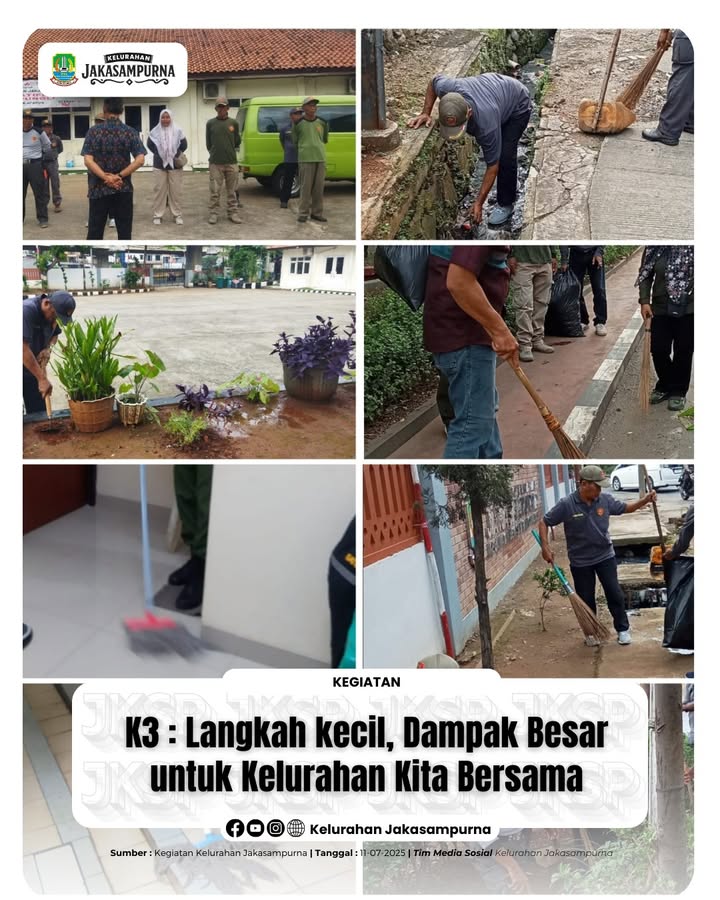 KELURAHAN
JAKASAMPURNA
KEGIATAN
K3 : Langkah kecil, Dampak Besar
untuk Kelurahan Kita Bersama
Kelurahan Jakasampurna
Sumber : Kegiatan Kelurahan Jakasampurna | Tanggal : 11-07-2025 | Tim Media Sosial Kelurahan Jakasampurna